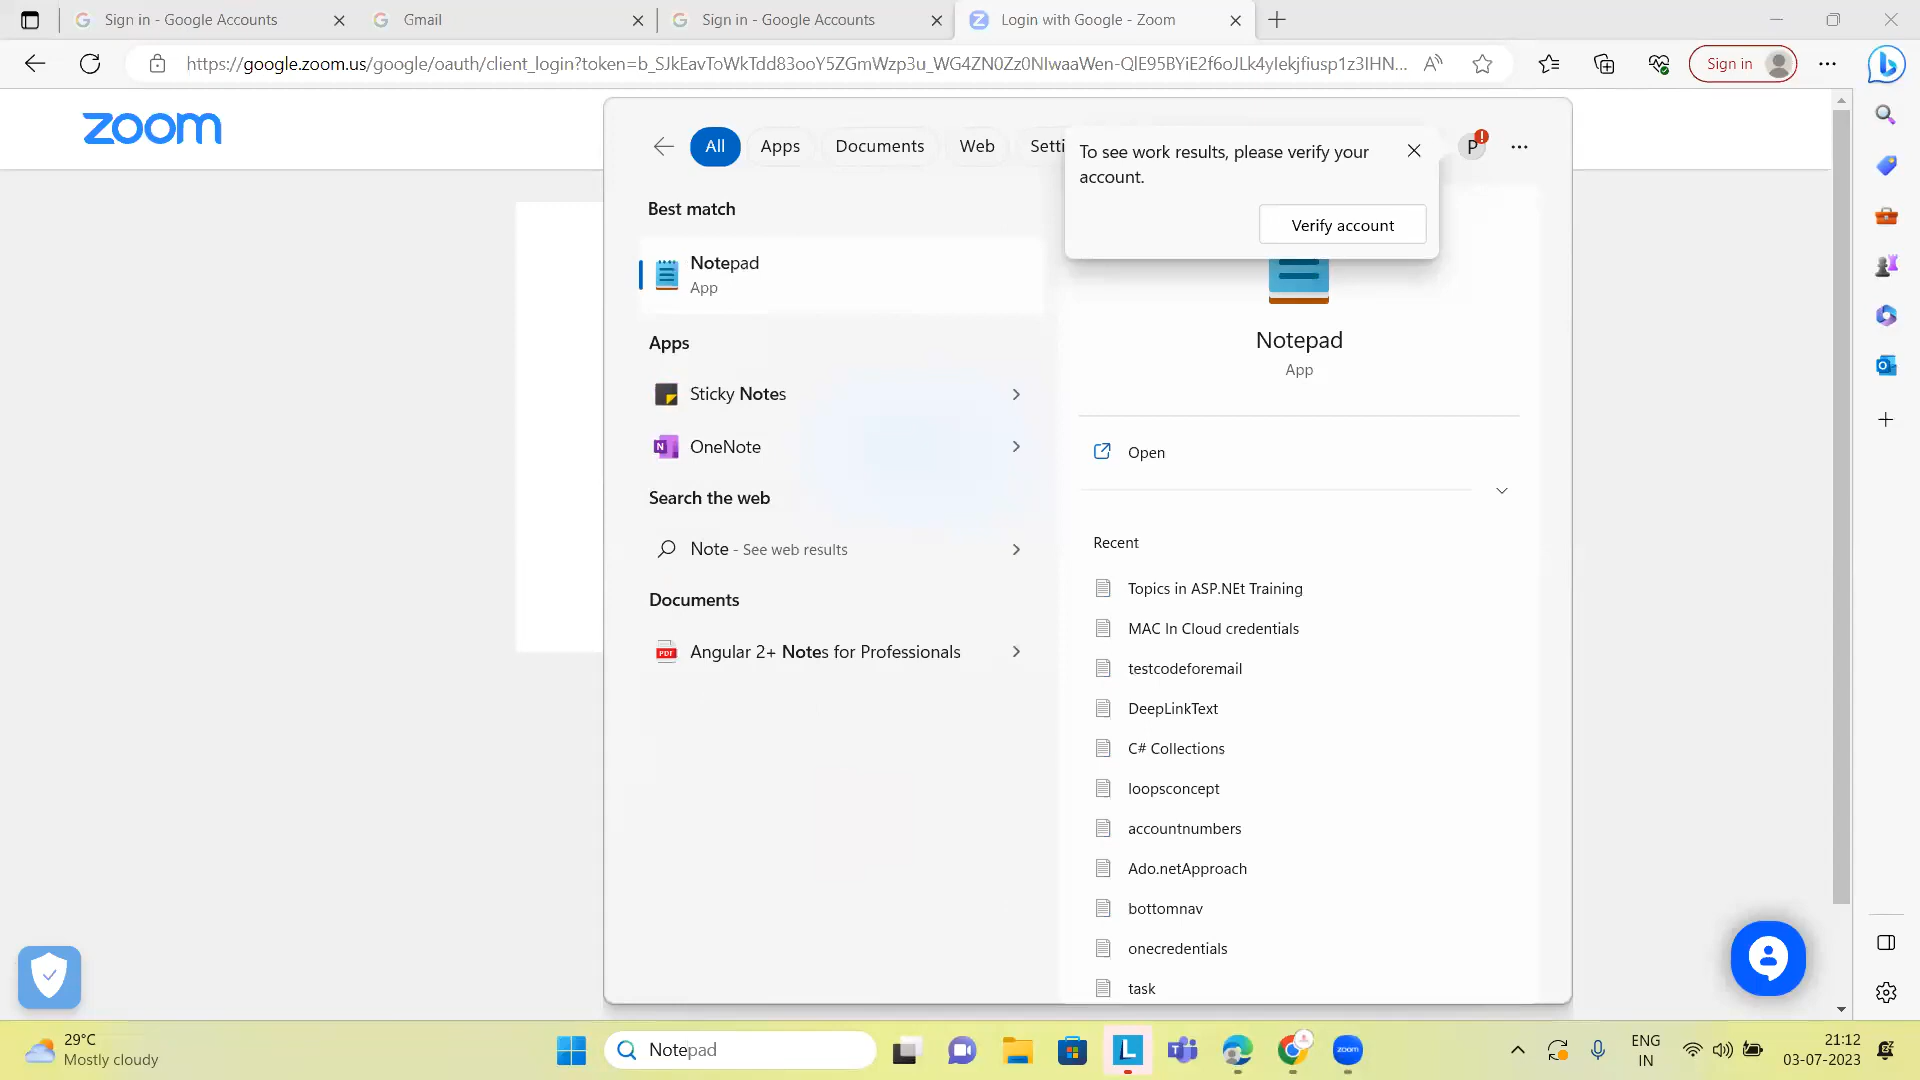 Sign in - Google Accounts
Gmail
Sign in - Google Accounts
Login with Google - Zoom
https://google.zoom.us/google/oauth/client_login?token=b_SJkEavToWkTdd83ooY5ZGmWzp3u_WG4ZN0Zz0NIwaaWen-QlE95BYiE2f6oJLk4yIekjfiusp1z3IHN...
Sign in
zoom
All
Apps
Documents
Web
Setti
To see work results, please verify your
account.
Verify account
P
Best match
Notepad
App
Apps
Sticky Notes
OneNote
Search the web
Note - See web results
Documents
PDF
Angular 2+ Notes for Professionals
Notepad
App
Open
Recent
Topics in ASP.NEt Training
MAC In Cloud credentials
testcodeforemail
DeepLinkText
C# Collections
loopsconcept
accountnumbers
Ado.netApproach
bottomnav
onecredentials
task
29°C
Mostly cloudy
Notepad
L
zoom
ENG
IN
21:12
03-07-2023